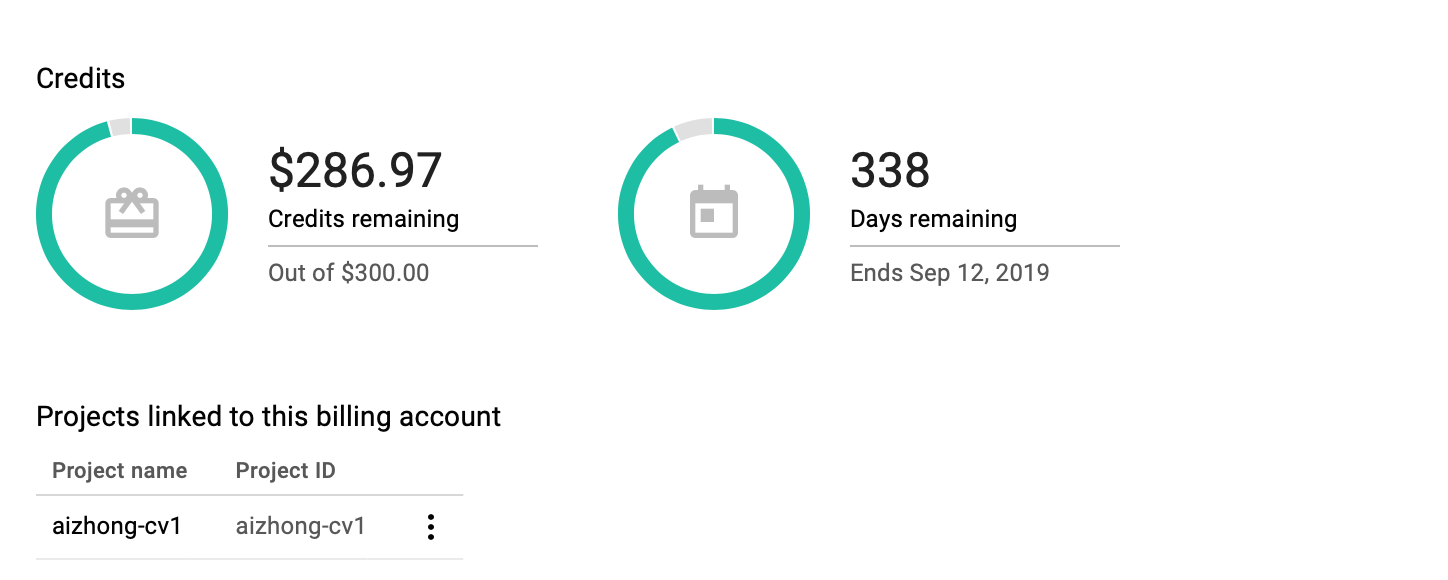 Credits
$286.97
Credits remaining
Out of $300.00
338
Days remaining
Ends Sep 12, 2019
Projects linked to this billing account
Project name Project ID
aizhong-cv1 aizhong-cv1